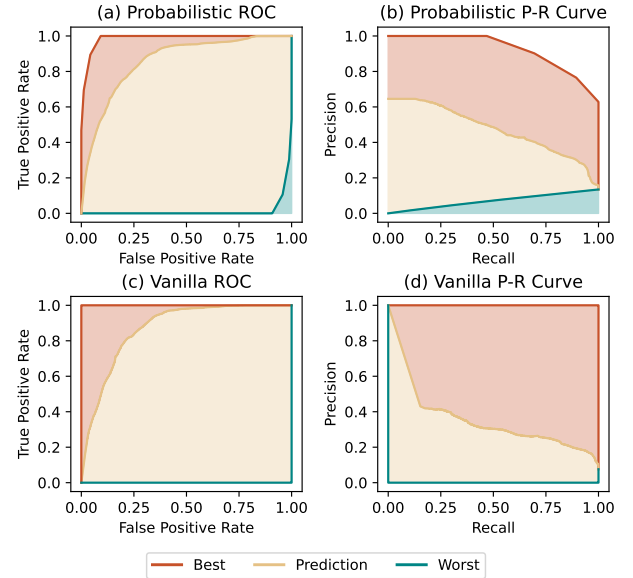 (a) Probabilistic ROC
1.0
0.8
0.6
0.4
0.2
0.0
True Positive Rate
0.00 0.25 0.50 0.75 1.00
False Positive Rate
(b) Probabilistic P-R Curve
1.0
0.8
0.6
0.4
0.2
0.0
Precision
0.00 0.25 0.50 0.75 1.00
Recall
(c) Vanilla ROC
1.0
0.8
0.6
0.4
0.2
0.0
True Positive Rate
0.00 0.25 0.50 0.75 1.00
False Positive Rate
(d) Vanilla P-R Curve
1.0
0.8
0.6
0.4
0.2
0.0
Precision
0.00 0.25 0.50 0.75 1.00
Recall
Best Prediction Worst